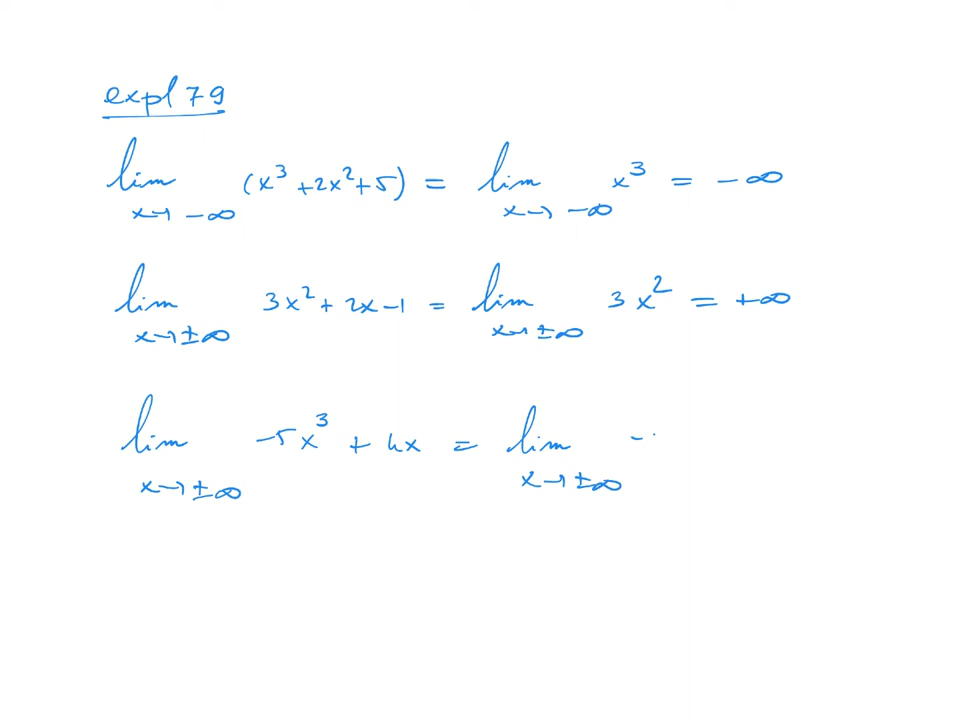 expl 79
lim x→-∞ (x³ + 2x² + 5) = lim x→-∞ x³ = -∞
lim x→±∞ 3x² + 2x - 1 = lim x→±∞ 3x² = +∞
lim x→±∞ -5x³ + 4x = lim x→±∞ -